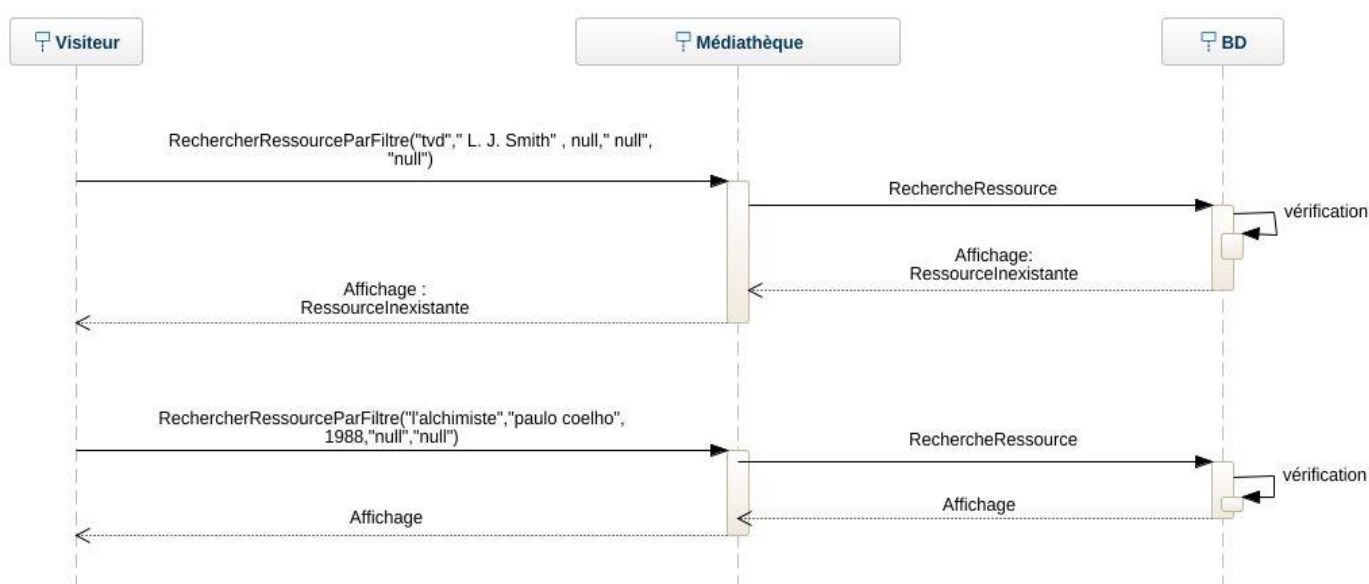 Visiteur
Médiathèque
BD
RechercherRessourceParFiltre("tvd"," L. J. Smith" , null," null",
"null")
RechercheRessource
vérification
Affichage:
RessourceInexistante
Affichage :
RessourceInexistante
RechercherRessourceParFiltre("l'alchimiste","paulo coelho",
1988,"null","null")
RechercheRessource
vérification
Affichage
Affichage